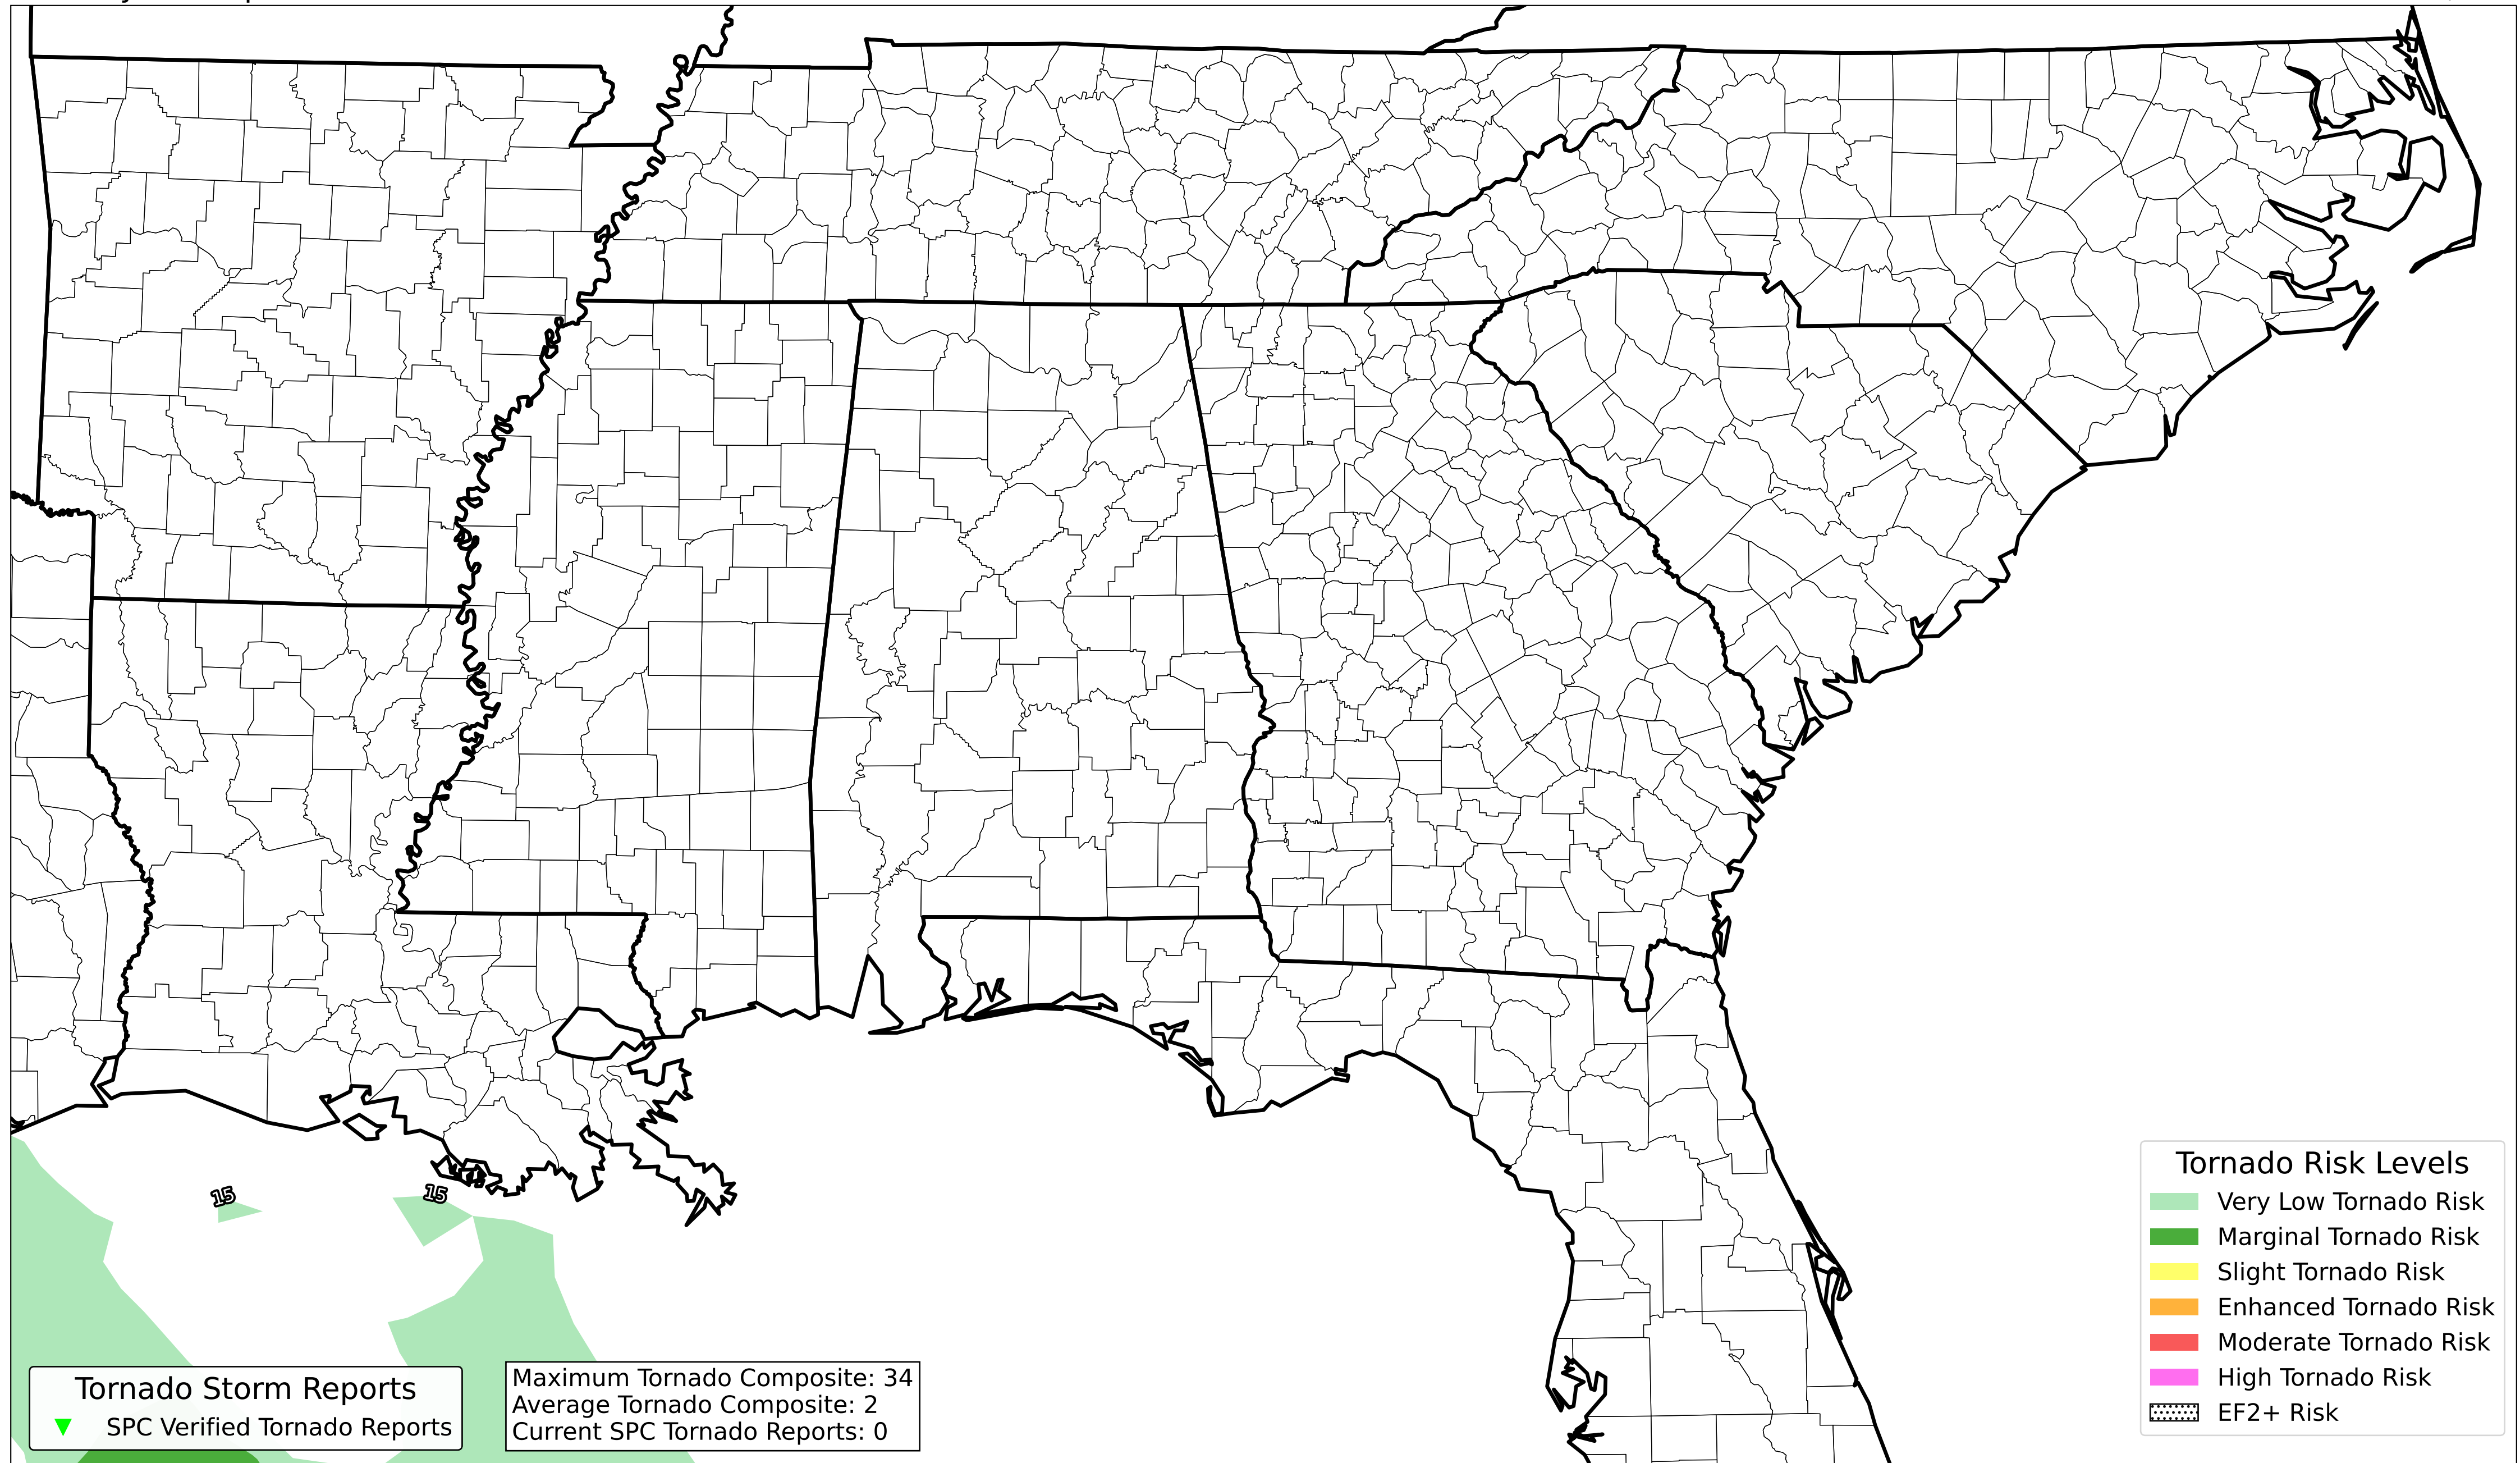 15
15
Tornado Risk Levels
Very Low Tornado Risk
Marginal Tornado Risk
Slight Tornado Risk
Enhanced Tornado Risk
Moderate Tornado Risk
High Tornado Risk
EF2+ Risk
Tornado Storm Reports
SPC Verified Tornado Reports
Maximum Tornado Composite: 34
Average Tornado Composite: 2
Current SPC Tornado Reports: 0